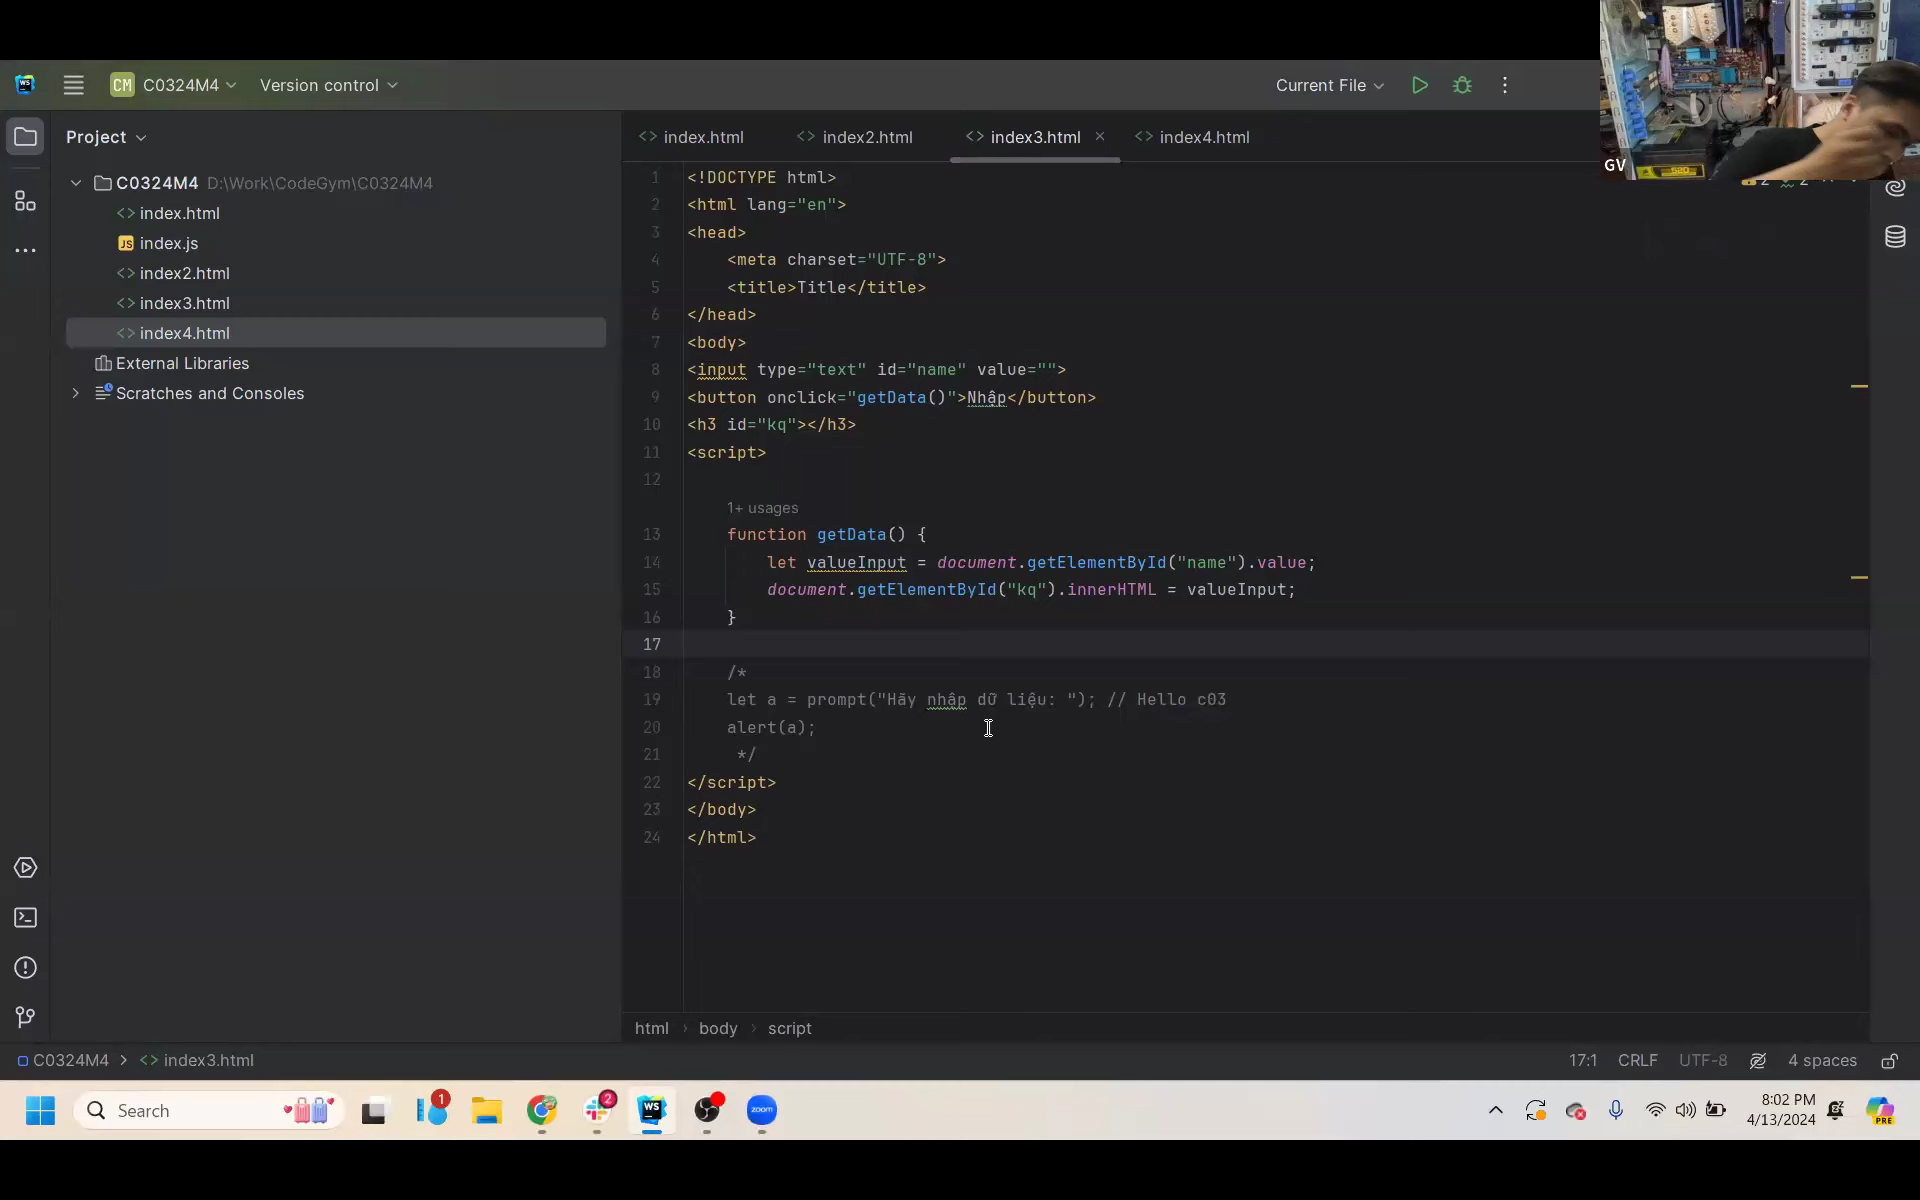 CM C0324M4 Version control
Current File
Project
C0324M4 D:\Work\CodeGym\C0324M4
index.html
index.js
index2.html
index3.html
index4.html
External Libraries
Scratches and Consoles
index.html index2.html index3.html index4.html
1 <!DOCTYPE html>
2 <html lang="en">
3 <head>
4 <meta charset="UTF-8">
5 <title>Title</title>
6 </head>
7 <body>
8 <input type="text" id="name" value="">
9 <button onclick="getData()">Nhập</button>
10 <h3 id="kq"></h3>
11 <script>
12
1+ usages
13 function getData() {
14 let valueInput = document.getElementById("name").value;
15 document.getElementById("kq").innerHTML = valueInput;
16 }
17
18 /*
19 let a = prompt("Hãy nhập dữ liệu: "); // Hello c03
20 alert(a);
21 */
22 </script>
23 </body>
24 </html>
html body script
C0324M4 index3.html
17:1 CRLF UTF-8 4 spaces
GV
Search
1
2
WS
zoom
8:02 PM
4/13/2024
PRE